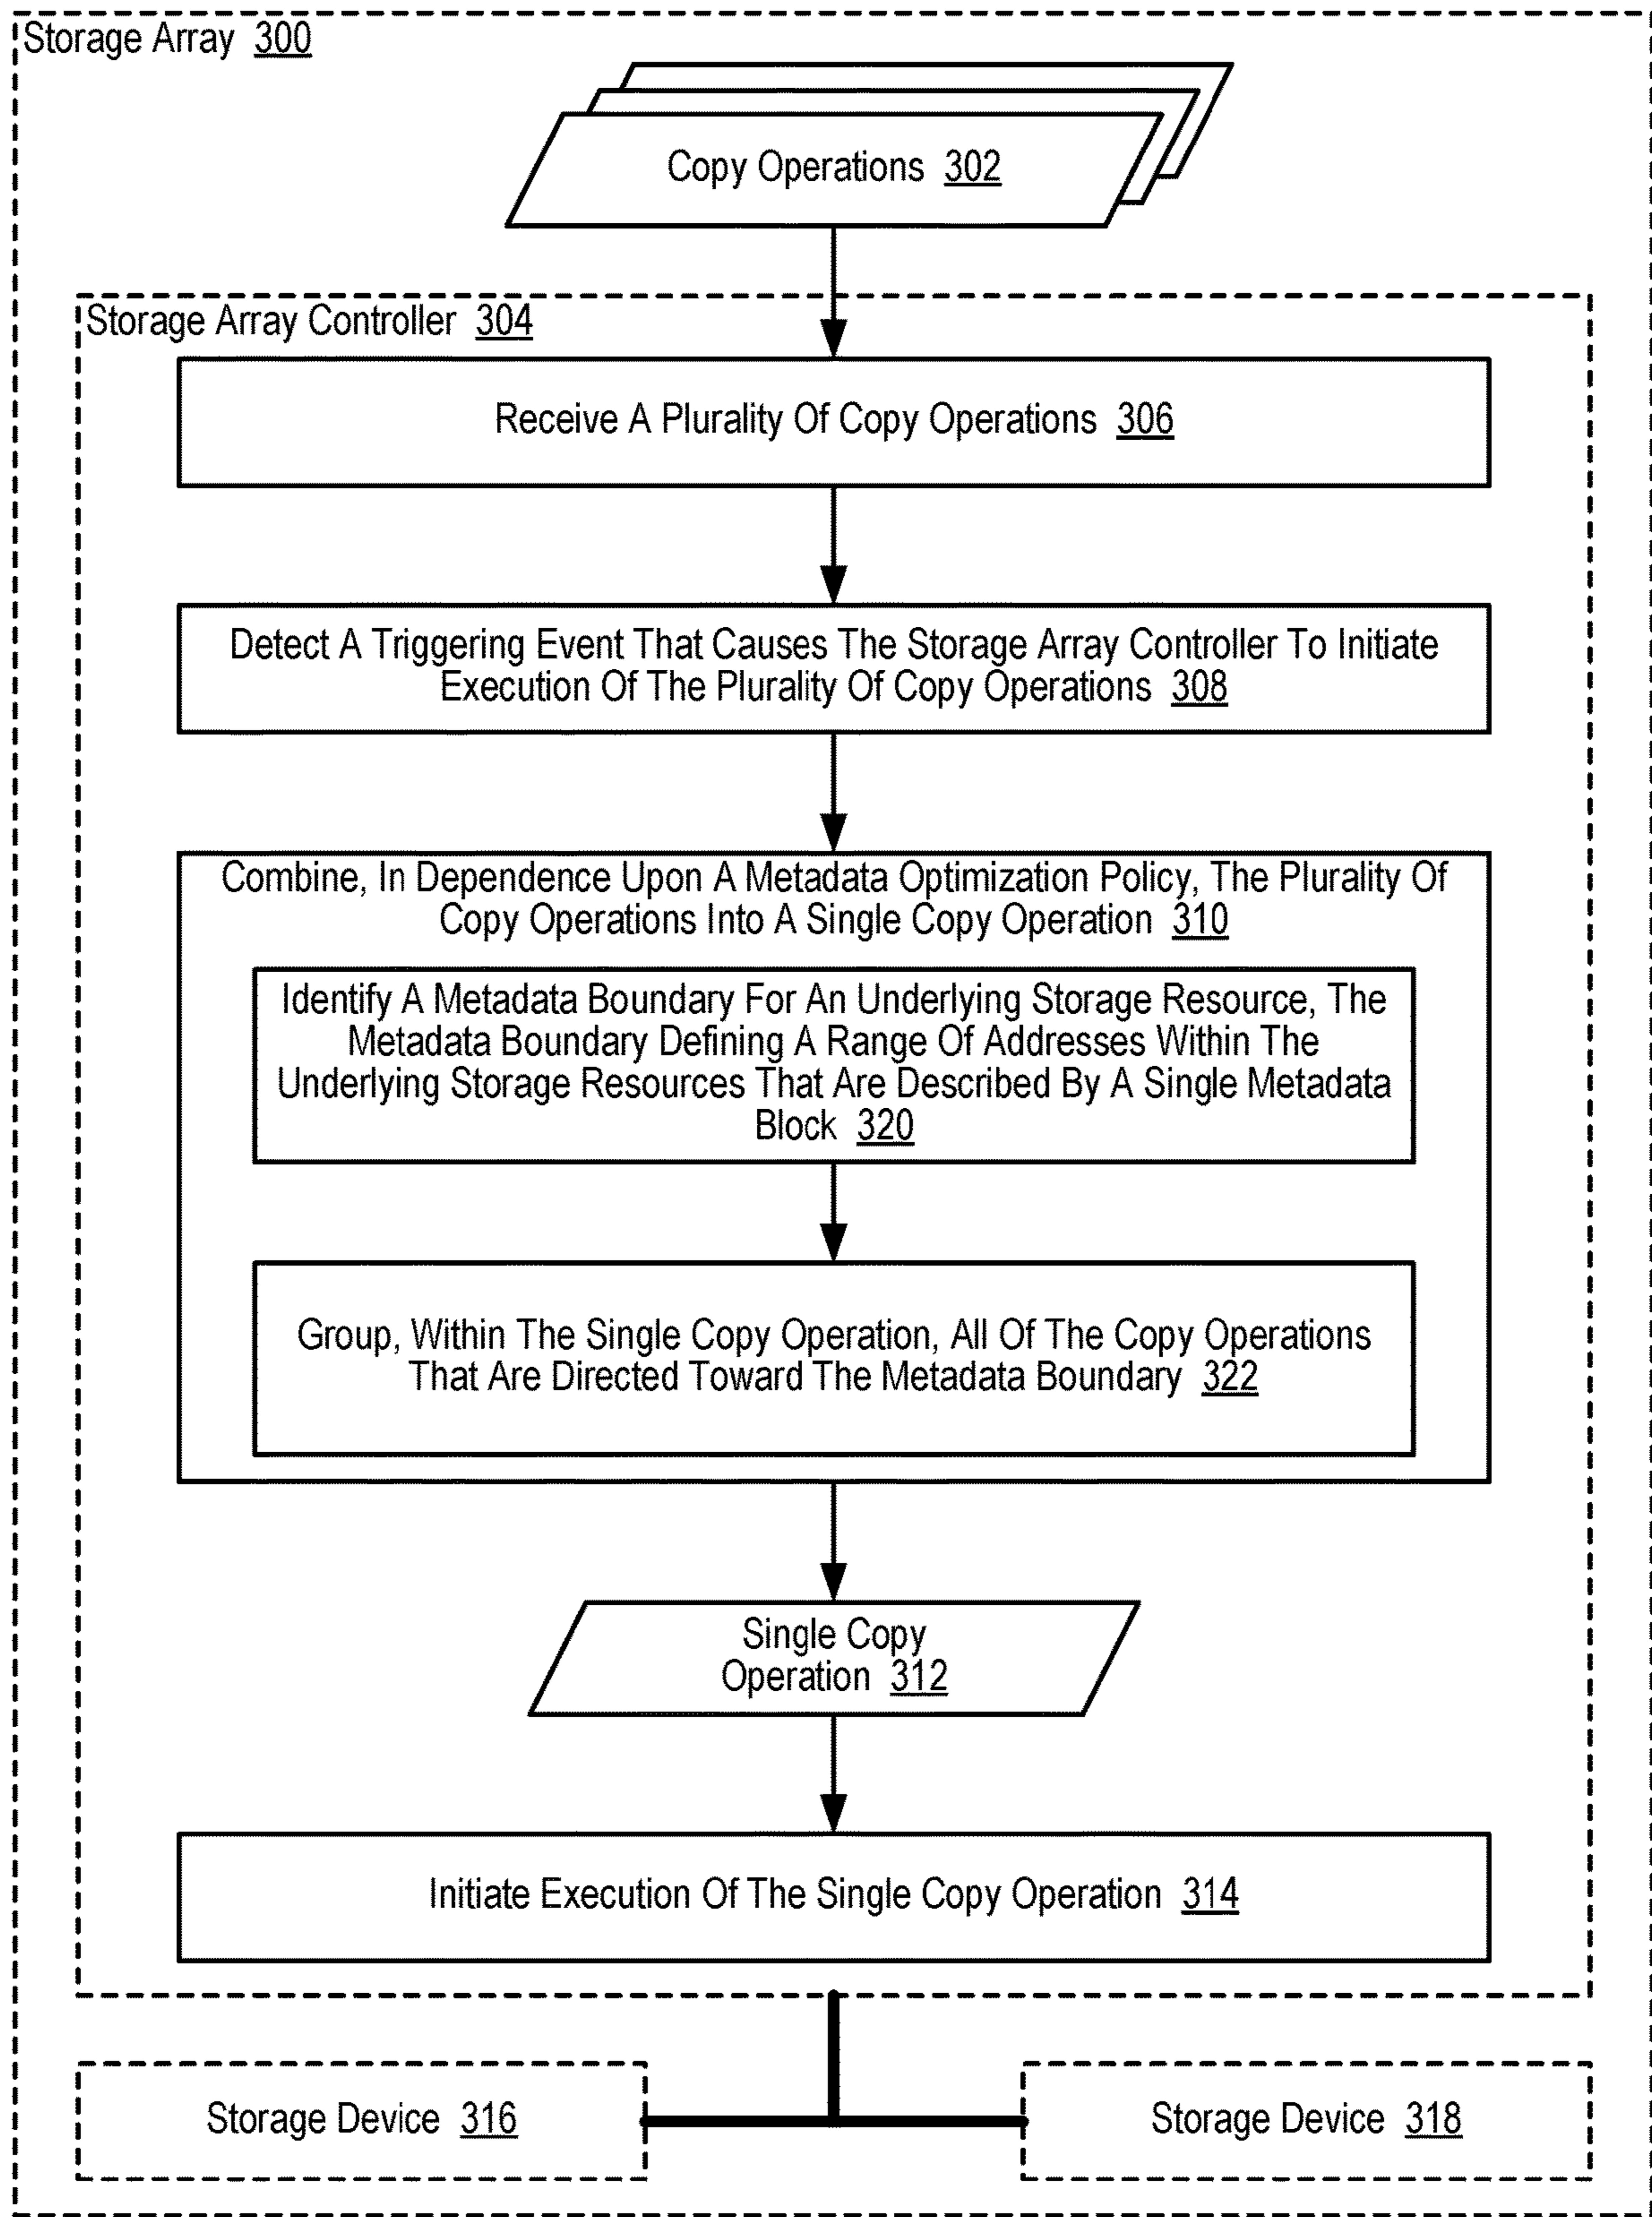 Storage Array 300
Copy Operations 302
Storage Array Controller 304
Receive A Plurality Of Copy Operations 306
Detect A Triggering Event That Causes The Storage Array Controller To Initiate
Execution Of The Plurality Of Copy Operations 308
Combine, In Dependence Upon A Metadata Optimization Policy, The Plurality Of
Copy Operations Into A Single Copy Operation 310
Identify A Metadata Boundary For An Underlying Storage Resource, The
Metadata Boundary Defining A Range Of Addresses Within The
Underlying Storage Resources That Are Described By A Single Metadata
Block 320
Group, Within The Single Copy Operation, All Of The Copy Operations
That Are Directed Toward The Metadata Boundary 322
Single Copy
Operation 312
Initiate Execution Of The Single Copy Operation 314
Storage Device 316
Storage Device 318